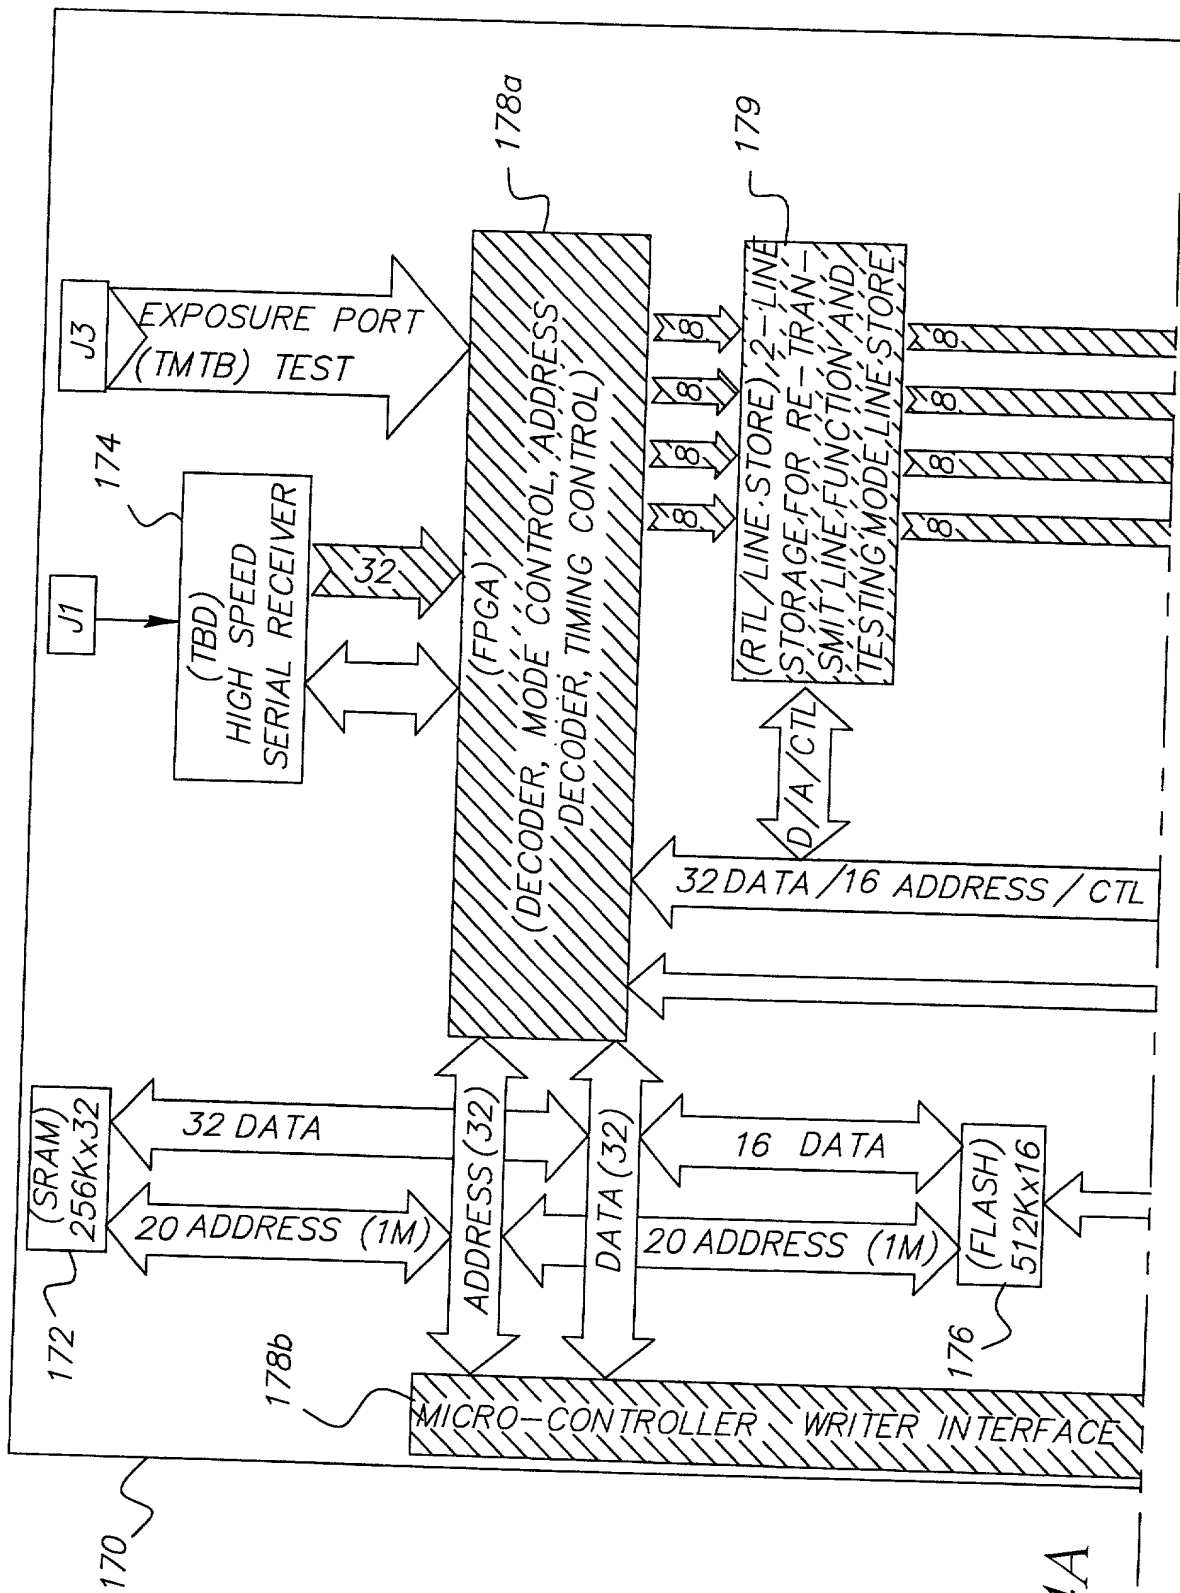 J3
EXPOSURE PORT
(TMTB) TEST
178a
179
174
J1
(TBD)
HIGH SPEED
SERIAL RECEIVER
32
(FPGA)
(DECODER, MODE CONTROL, ADDRESS
DECODER, TIMING CONTROL)
8
8
8
8
(RTL/LINE STORE) 2-LINE
STORAGE FOR RE-TRAN-
SMIT LINE FUNCTION AND
TESTING MODE LINE STORE
8
8
8
8
D/A/CTL
32 DATA/16 ADDRESS/CTL
(SRAM)
256Kx32
32 DATA
20 ADDRESS (1M)
ADDRESS (32)
DATA (32)
16 DATA
20 ADDRESS (1M)
(FLASH)
512Kx16
172
178b
176
MICRO-CONTROLLER WRITER INTERFACE
170